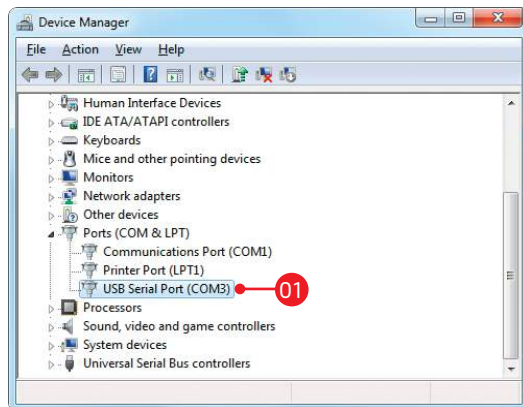 Device Manager
File Action View Help
Human Interface Devices
IDE ATA/ATAPI controllers
Keyboards
Mice and other pointing devices
Monitors
Network adapters
Other devices
Ports (COM & LPT)
Communications Port (COM1)
Printer Port (LPT1)
USB Serial Port (COM3) 01
Processors
Sound, video and game controllers
System devices
Universal Serial Bus controllers